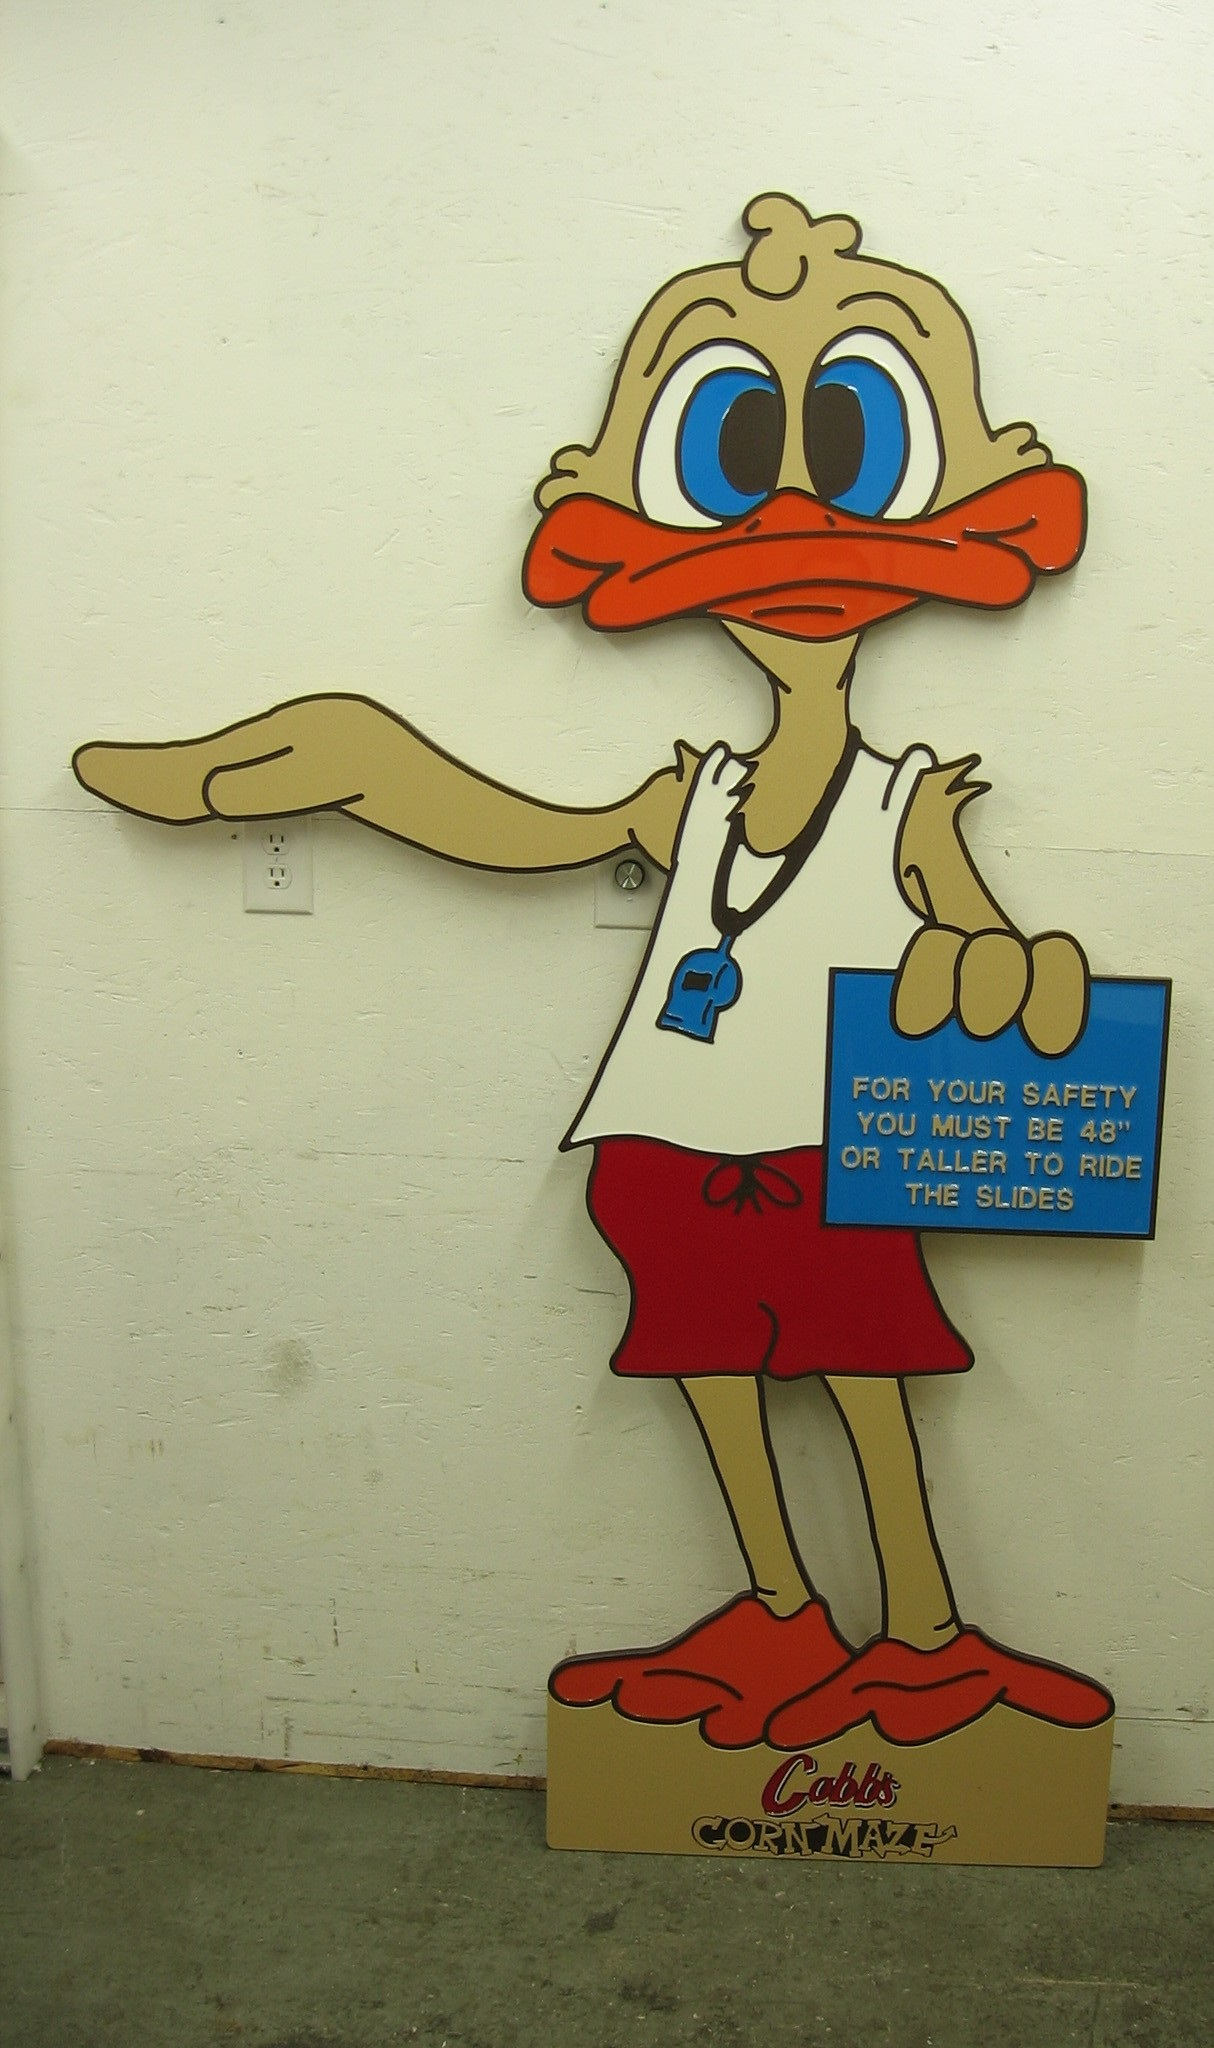 FOR YOUR SAFETY
YOU MUST BE 48"
OR TALLER TO RIDE
THE SLIDES
Cobb's
CORN MAZE